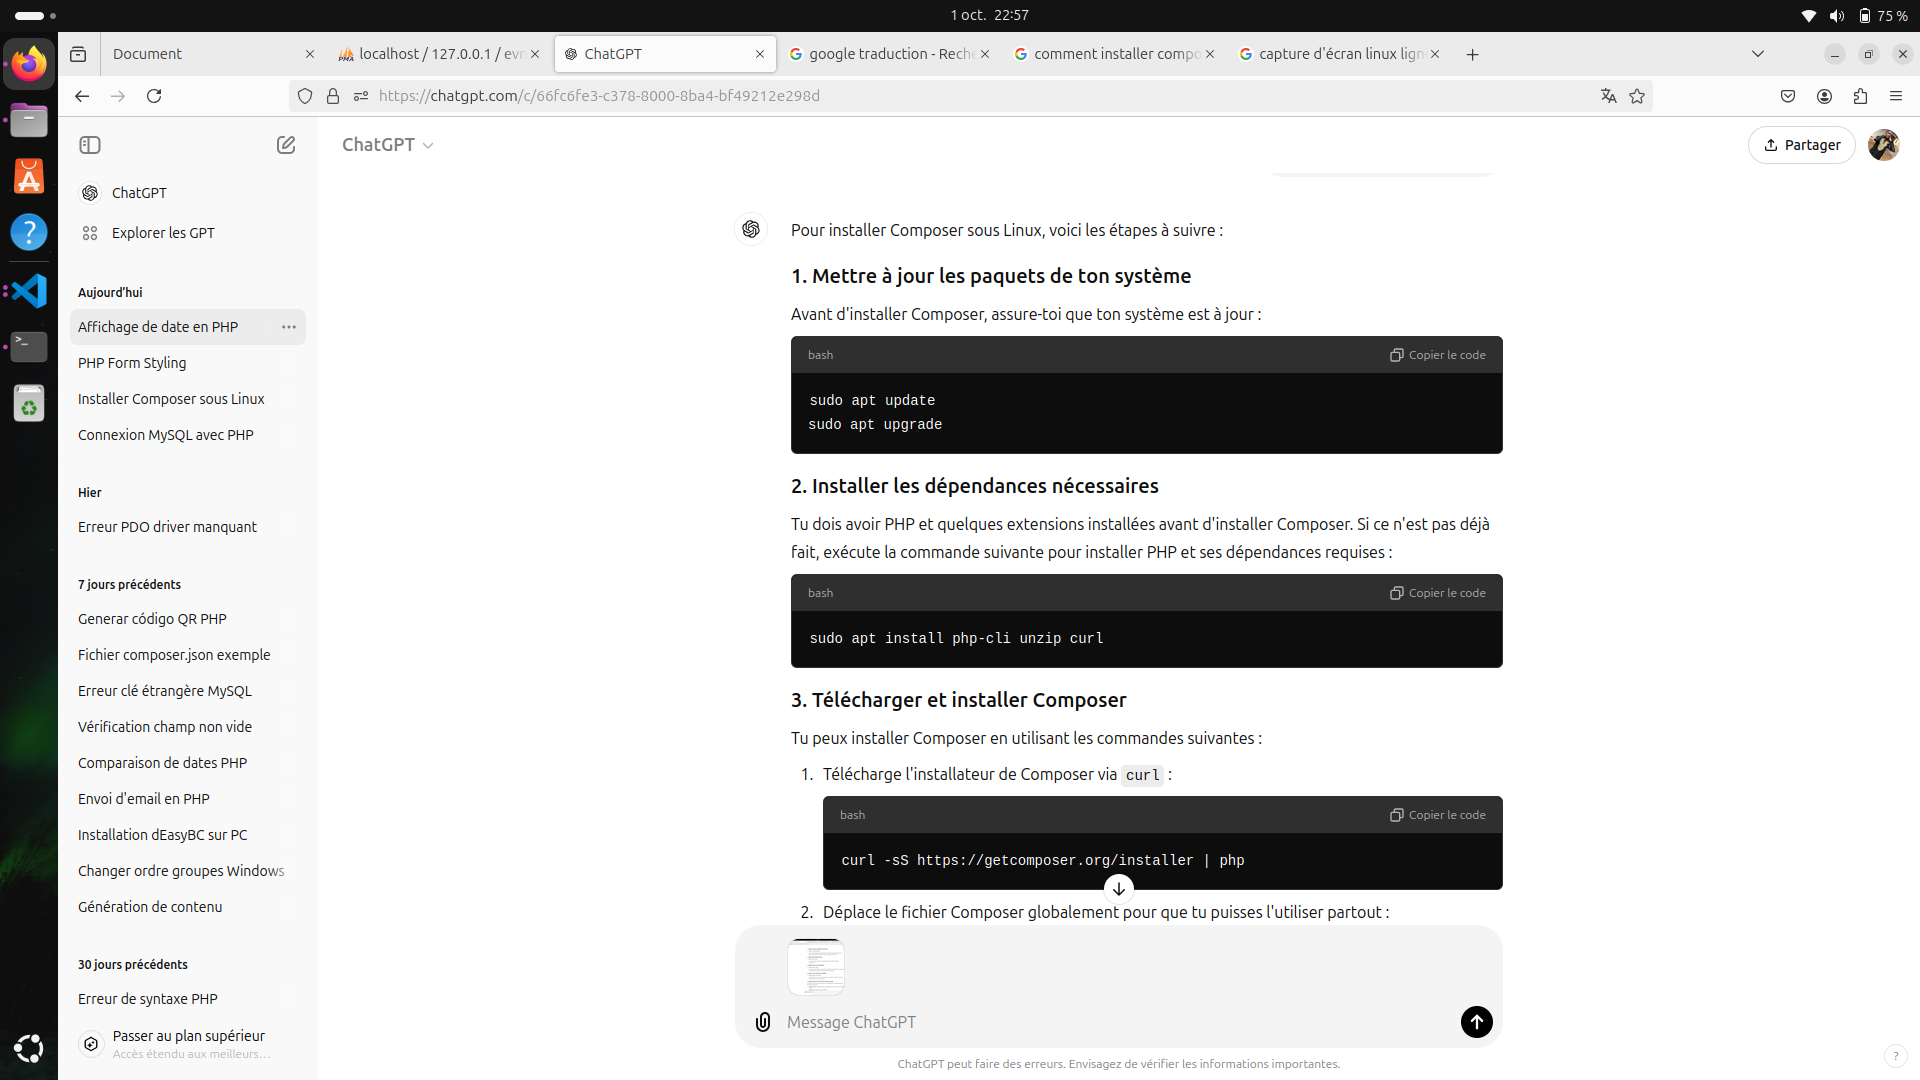 1 oct. 22:57
75 %
Document
localhost / 127.0.0.1 / evn
ChatGPT
google traduction - Reche
comment installer compo
capture d'écran linux lign
https://chatgpt.com/c/66fc6fe3-c378-8000-8ba4-bf49212e298d
ChatGPT
Explorer les GPT
Aujourd'hui
Affichage de date en PHP
PHP Form Styling
Installer Composer sous Linux
Connexion MySQL avec PHP
Hier
Erreur PDO driver manquant
7 jours précédents
Generar código QR PHP
Fichier composer.json exemple
Erreur clé étrangère MySQL
Vérification champ non vide
Comparaison de dates PHP
Envoi d'email en PHP
Installation dEasyBC sur PC
Changer ordre groupes Windows
Génération de contenu
30 jours précédents
Erreur de syntaxe PHP
Passer au plan supérieur
Accès étendu aux meilleurs...
ChatGPT
Partager
Pour installer Composer sous Linux, voici les étapes à suivre :
1. Mettre à jour les paquets de ton système
Avant d'installer Composer, assure-toi que ton système est à jour :
bash
Copier le code
sudo apt update
sudo apt upgrade
2. Installer les dépendances nécessaires
Tu dois avoir PHP et quelques extensions installées avant d'installer Composer. Si ce n'est pas déjà
fait, exécute la commande suivante pour installer PHP et ses dépendances requises :
bash
Copier le code
sudo apt install php-cli unzip curl
3. Télécharger et installer Composer
Tu peux installer Composer en utilisant les commandes suivantes :
1. Télécharge l'installateur de Composer via curl :
bash
Copier le code
curl -sS https://getcomposer.org/installer | php
2. Déplace le fichier Composer globalement pour que tu puisses l'utiliser partout :
Message ChatGPT
ChatGPT peut faire des erreurs. Envisagez de vérifier les informations importantes.
?